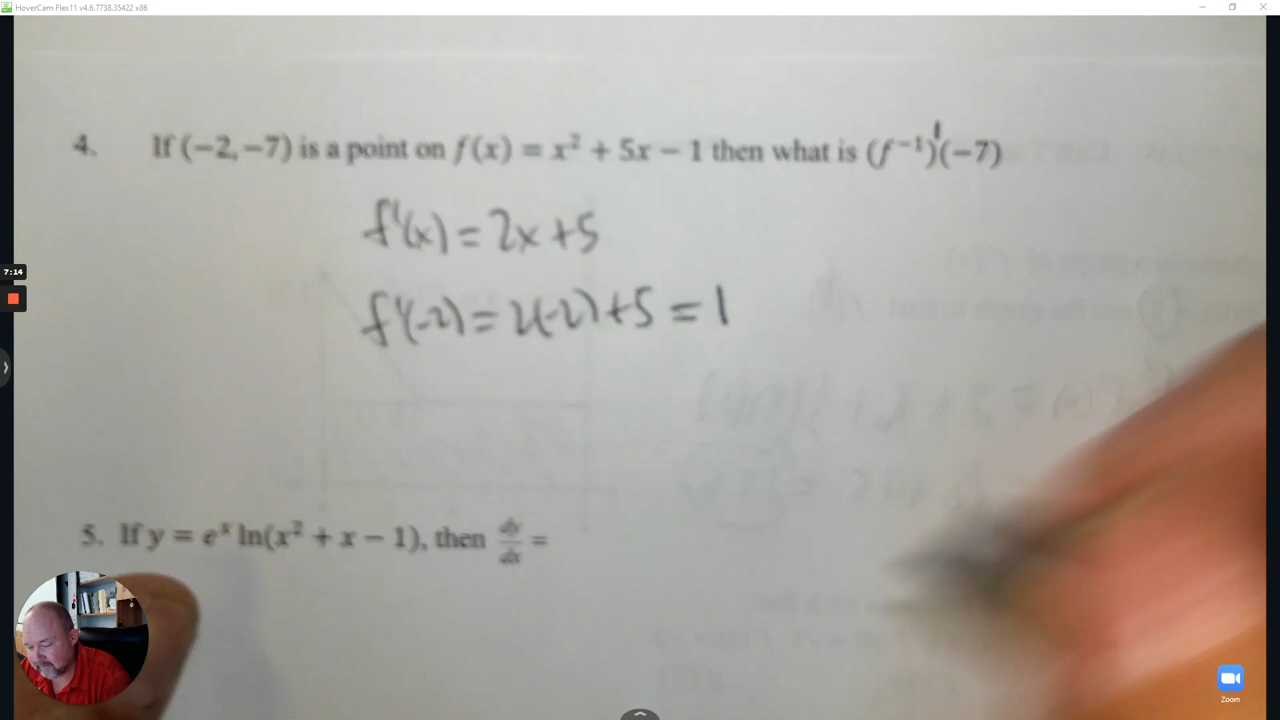 HoverCam Flex11 v4.6.7738.35422 x86
4. If (−2, −7) is a point on f(x) = x² + 5x − 1 then what is (f⁻¹)'(−7)
f'(x) = 2x + 5
7:14
f'(-2) = 2(-2) + 5 = 1
5. If y = eˣ ln(x² + x − 1), then dy/dx =
Zoom